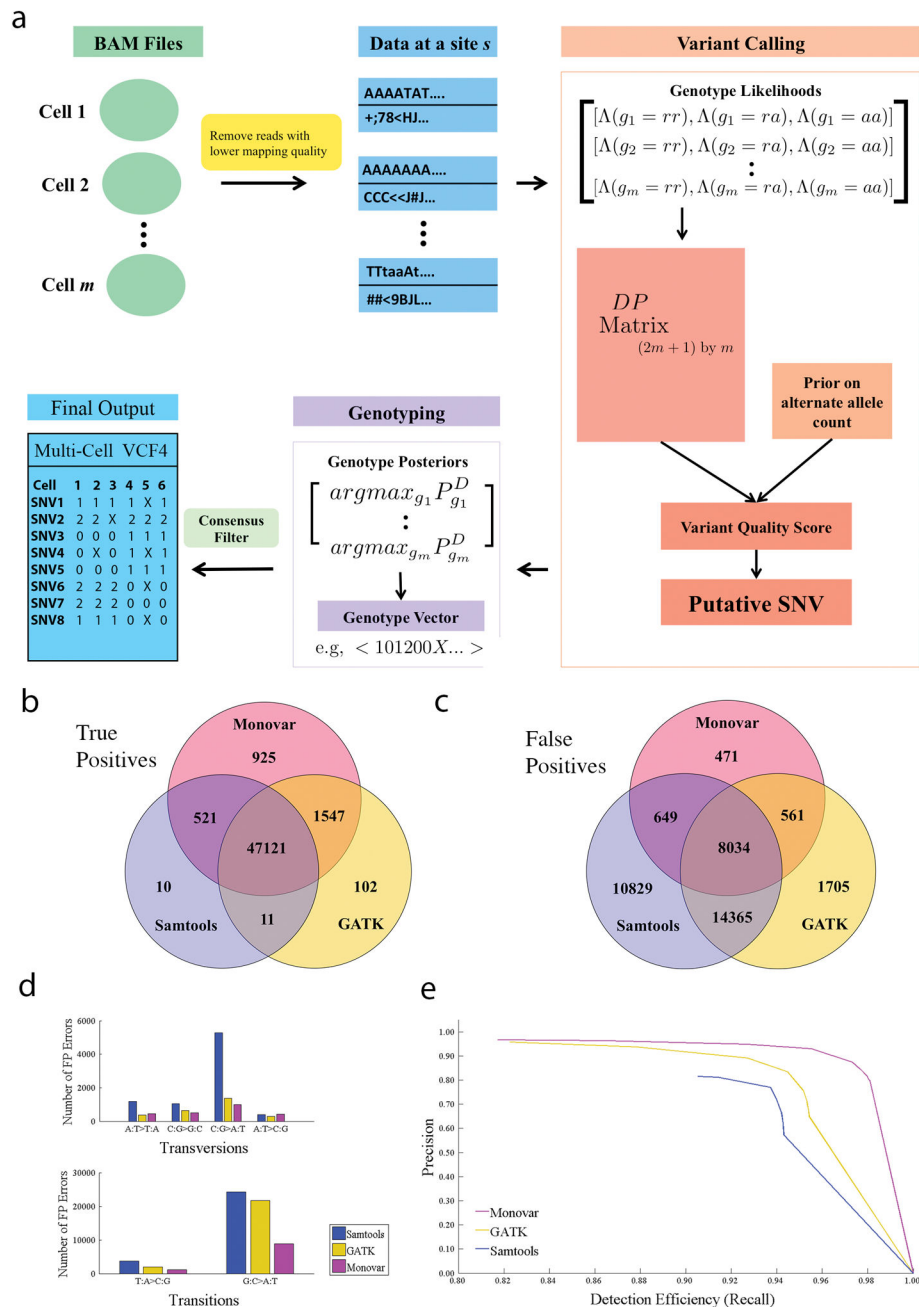 a
BAM Files
Data at a site s
Variant Calling
Cell 1
Cell 2
Cell m
Remove reads with
lower mapping quality
AAAATAT....
+;78<HJ...
AAAAAAA....
CCC<<J#J...
TTtaaAt....
##<9BJL...
Genotype Likelihoods
[Λ(g1 = rr), Λ(g1 = ra), Λ(g1 = aa)]
[Λ(g2 = rr), Λ(g2 = ra), Λ(g2 = aa)]
[Λ(gm = rr), Λ(gm = ra), Λ(gm = aa)]
DP
Matrix
(2m + 1) by m
Prior on
alternate allele
count
Variant Quality Score
Putative SNV
Genotyping
Genotype Posteriors
argmax_g1 P^D_g1
argmax_gm P^D_gm
Genotype Vector
e.g, < 101200X... >
Consensus
Filter
Final Output
Multi-Cell VCF4
Cell 1 2 3 4 5 6
SNV1 1 1 1 1 X 1
SNV2 2 2 X 2 2 2
SNV3 0 0 0 1 1 1
SNV4 0 X 0 1 X 1
SNV5 0 0 0 1 1 1
SNV6 2 2 2 0 X 0
SNV7 2 2 2 0 0 0
SNV8 1 1 1 0 X 0
b
True
Positives
Monovar
925
521
1547
47121
10
102
Samtools
11
GATK
c
False
Positives
Monovar
471
649
561
8034
10829
1705
Samtools
14365
GATK
d
Number of FP Errors
6000
4000
2000
0
A:T>T:A C:G>G:C C:G>A:T A:T>C:G
Transversions
Number of FP Errors
30000
20000
10000
0
T:A>C:G G:C>A:T
Transitions
Samtools
GATK
Monovar
e
Precision
1.00
0.90
0.80
0.70
0.60
0.50
0.40
0.30
0.20
0.10
0.00
Monovar
GATK
Samtools
0.80 0.82 0.84 0.86 0.88 0.90 0.92 0.94 0.96 0.98 1.00
Detection Efficiency (Recall)